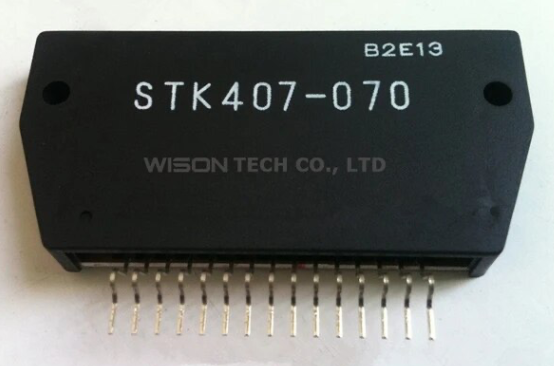 B2E13
STK407-070
WISON TECH CO., LTD